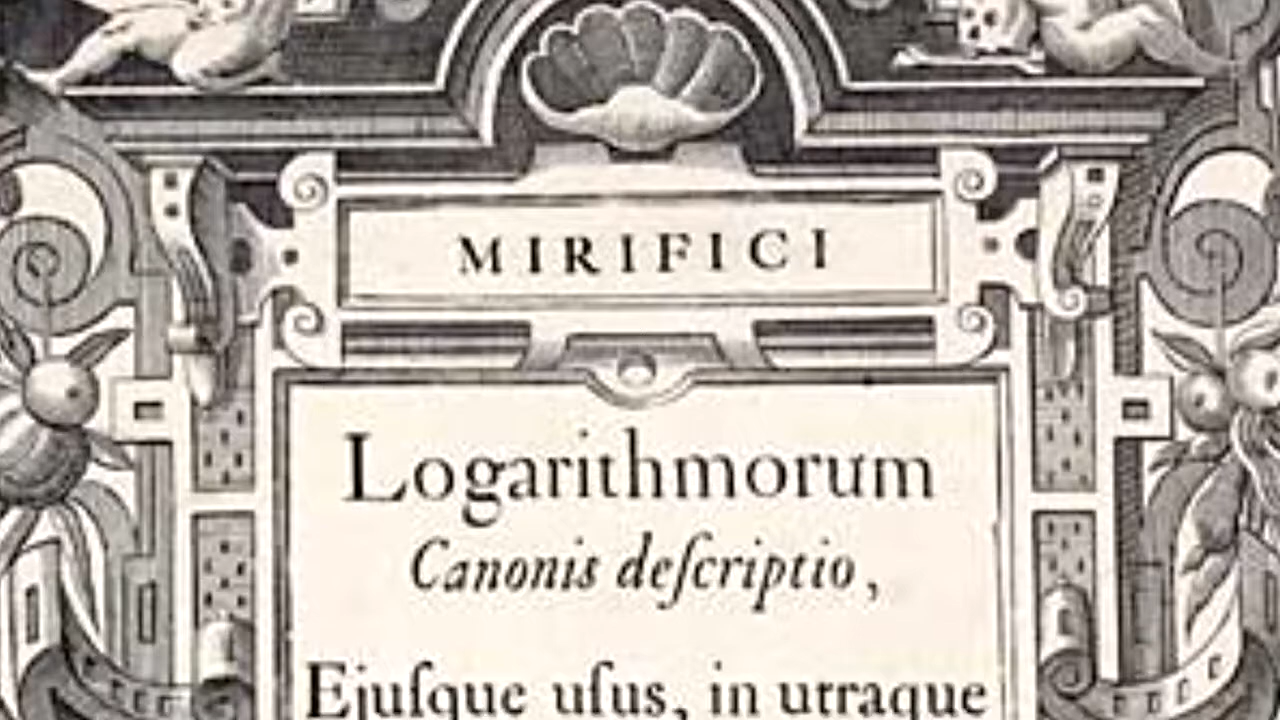 MIRIFICI
Logarithmorum
Canonis deſcriptio,
Ejuſque uſus, in utraque